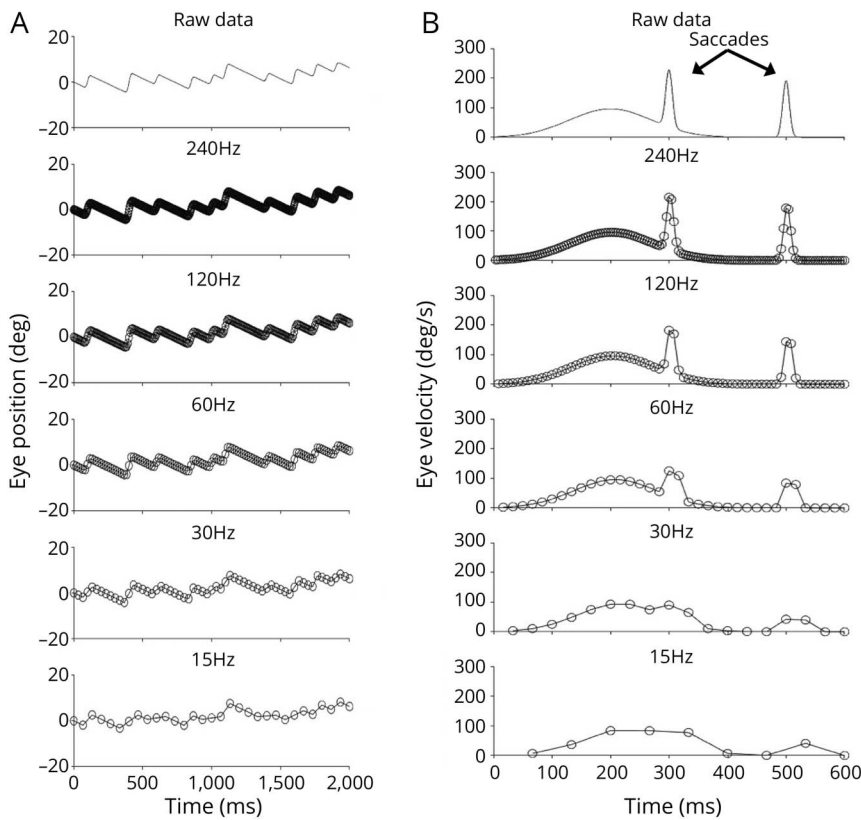 A
Raw data
20
0
–20
240Hz
20
0
–20
120Hz
20
0
–20
60Hz
20
0
–20
30Hz
20
0
–20
15Hz
20
0
–20
0 500 1,000 1,500 2,000
Time (ms)
Eye position (deg)
B
Raw data
Saccades
300
200
100
0
240Hz
300
200
100
0
120Hz
300
200
100
0
60Hz
300
200
100
0
30Hz
300
200
100
0
15Hz
300
200
100
0
0 100 200 300 400 500 600
Time (ms)
Eye velocity (deg/s)